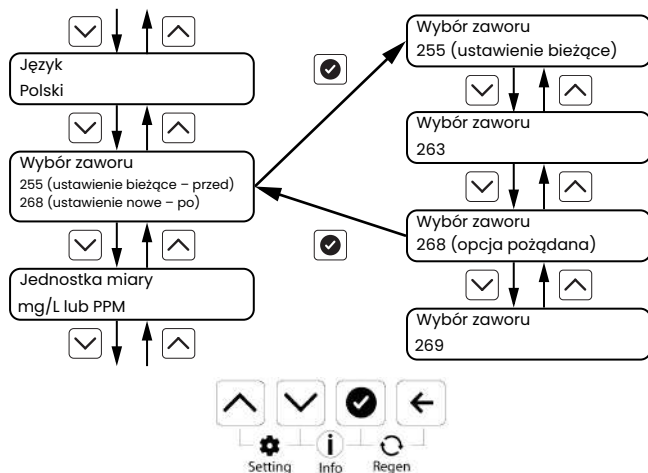 Język
Polski
Wybór zaworu
255 (ustawienie bieżące – przed)
268 (ustawienie nowe – po)
Jednostka miary
mg/L lub PPM
Wybór zaworu
255 (ustawienie bieżące)
Wybór zaworu
263
Wybór zaworu
268 (opcja pożądana)
Wybór zaworu
269
Setting Info Regen